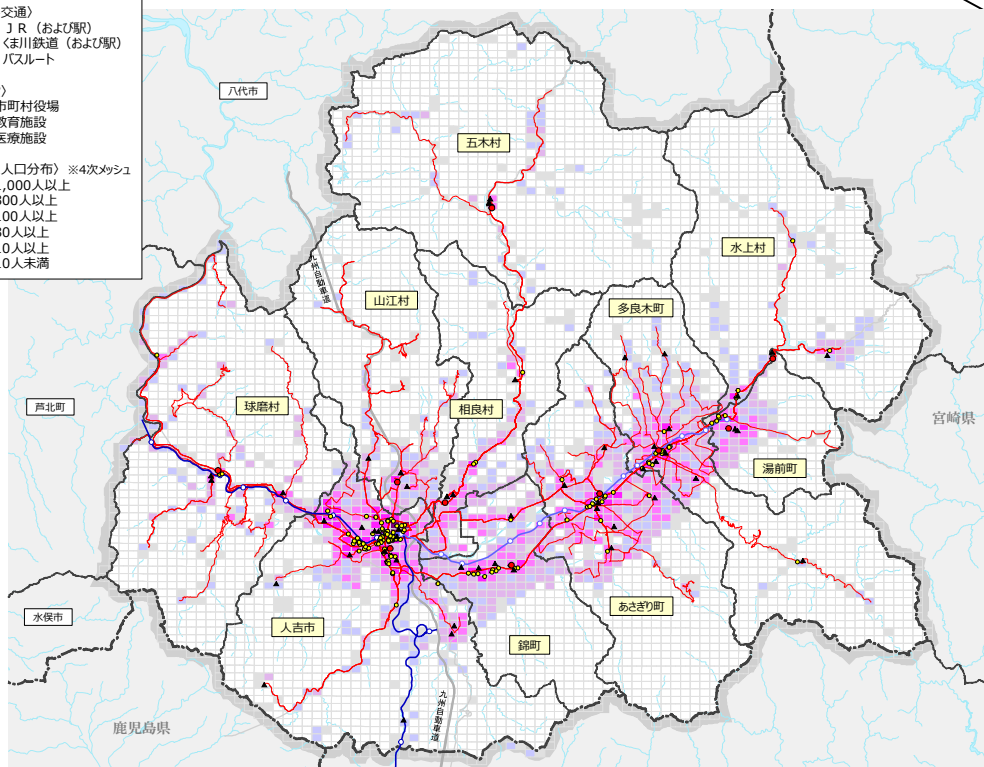 交通〉
ＪＲ（および駅）
くま川鉄道（および駅）
バスルート
市町村役場
教育施設
医療施設
人口分布）※4次メッシュ
,000人以上
00人以上
00人以上
0人以上
0人以上
0人未満
八代市
五木村
水上村
九州自動車道
山江村
多良木町
芦北町
球磨村
相良村
宮崎県
湯前町
水俣市
人吉市
あさぎり町
錦町
九州自動車道
鹿児島県